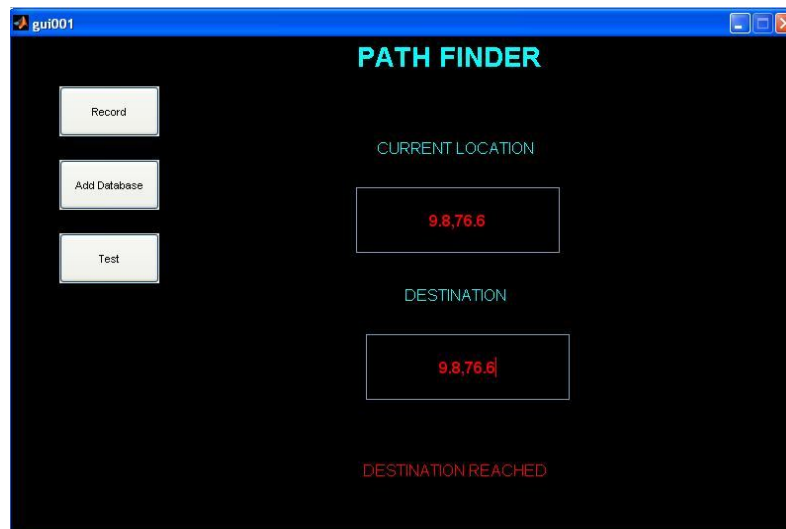 gui001
PATH FINDER
Record
CURRENT LOCATION
Add Database
9.8,76.6
Test
DESTINATION
9.8,76.6
DESTINATION REACHED